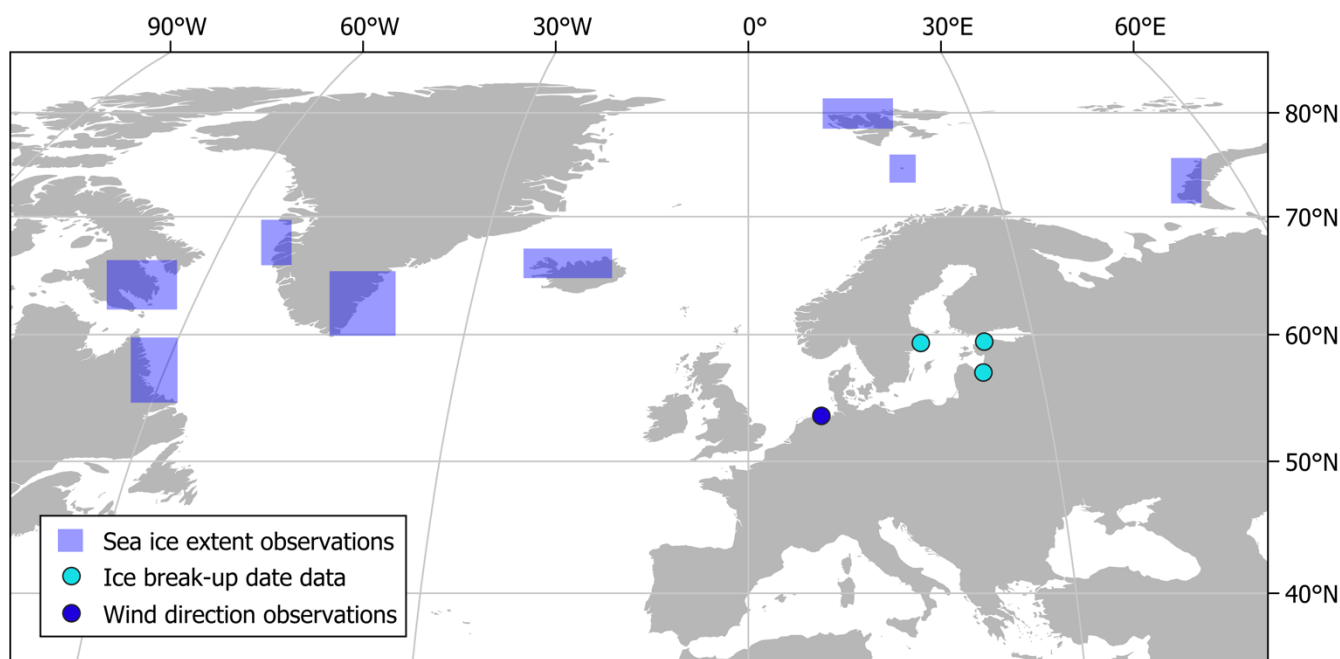 90°W 60°W 30°W 0° 30°E 60°E
80°N
70°N
60°N
50°N
40°N
Sea ice extent observations
Ice break-up date data
Wind direction observations